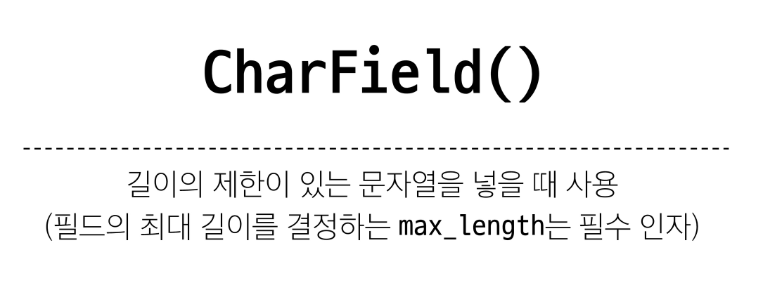 CharField()
길이의 제한이 있는 문자열을 넣을 때 사용
(필드의 최대 길이를 결정하는 max_length는 필수 인자)